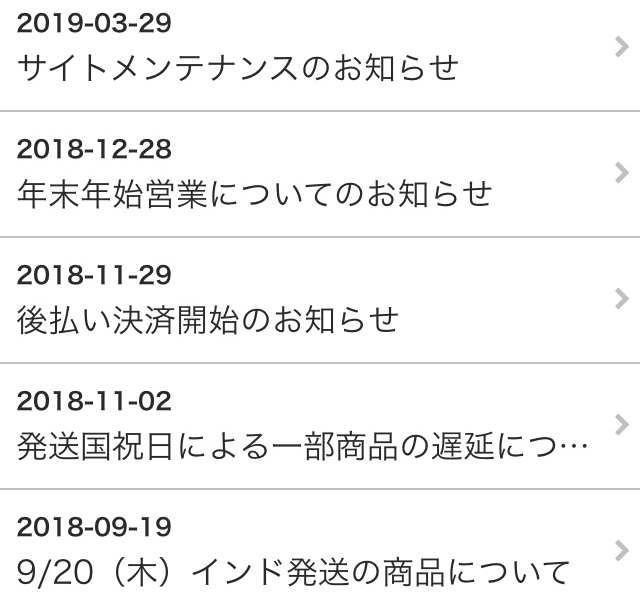 2019-03-29
サイトメンテナンスのお知らせ
2018-12-28
年末年始営業についてのお知らせ
2018-11-29
後払い決済開始のお知らせ
2018-11-02
発送国祝日による一部商品の遅延につ…
2018-09-19
9/20（木）インド発送の商品について